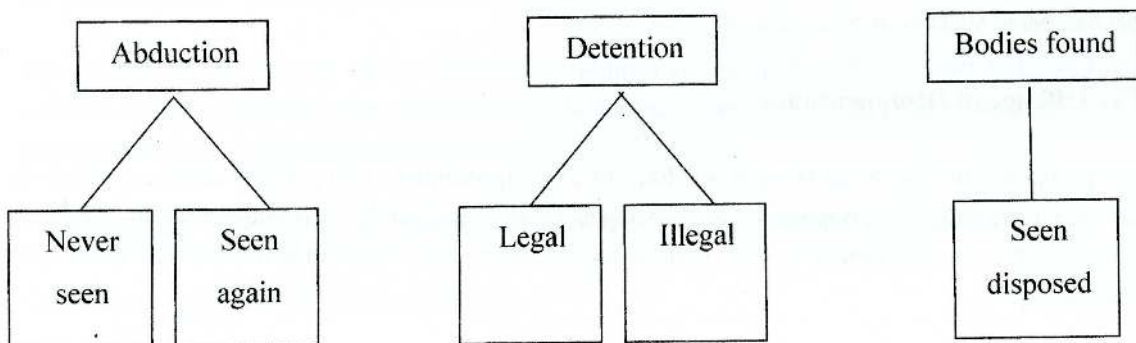 Abduction
Detention
Bodies found
Never
seen
Seen
again
Legal
Illegal
Seen
disposed